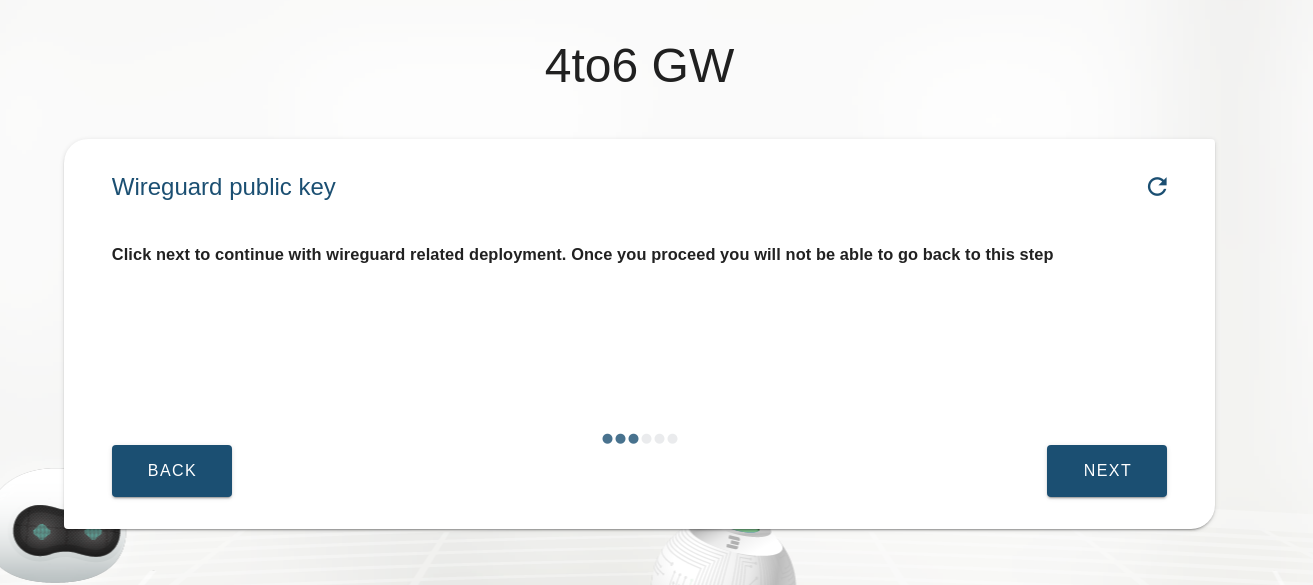 4to6 GW
Wireguard public key
Click next to continue with wireguard related deployment. Once you proceed you will not be able to go back to this step
BACK
NEXT